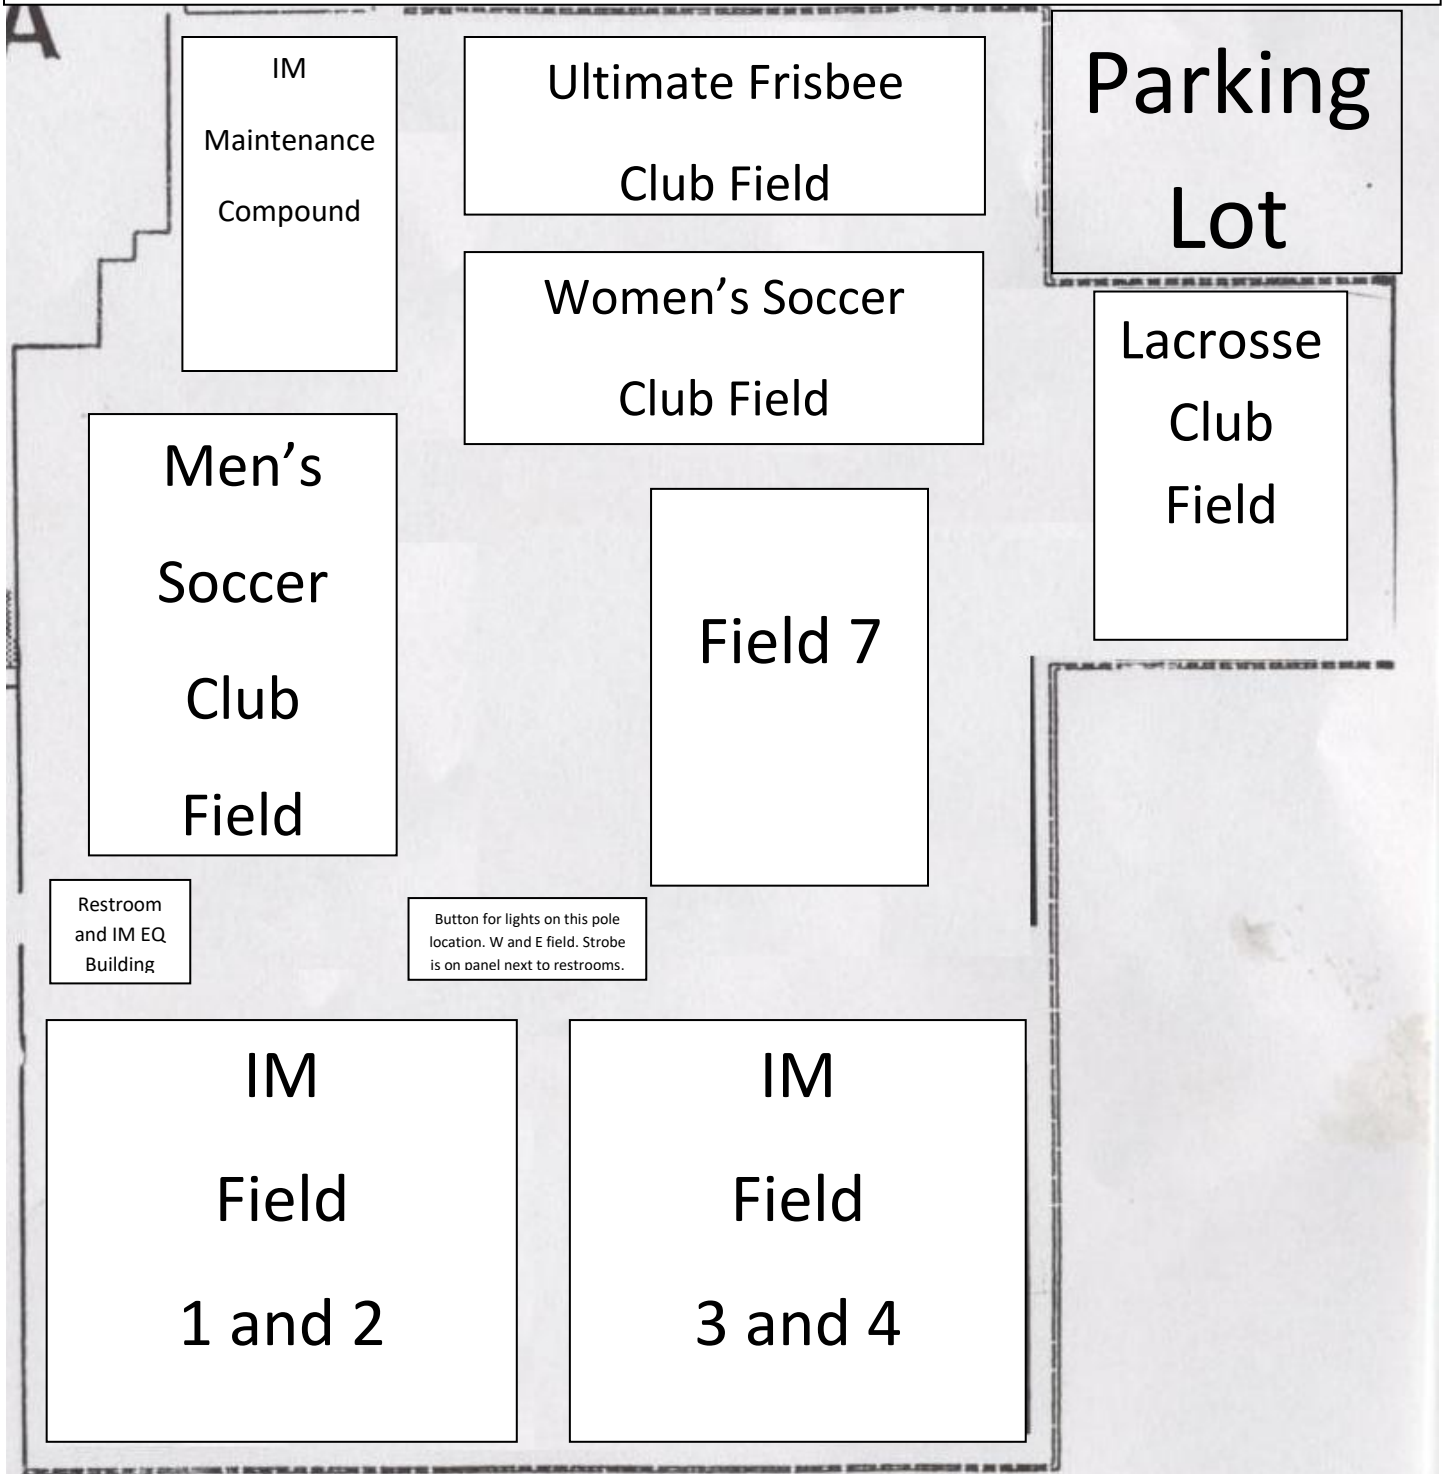 A
IM
Maintenance
Compound
Ultimate Frisbee
Club Field
Parking
Lot
Women's Soccer
Club Field
Lacrosse
Club
Field
Men's
Soccer
Club
Field
Field 7
Restroom
and IM EQ
Building
Button for lights on this pole
location. W and E field. Strobe
is on panel next to restrooms.
IM
Field
1 and 2
IM
Field
3 and 4